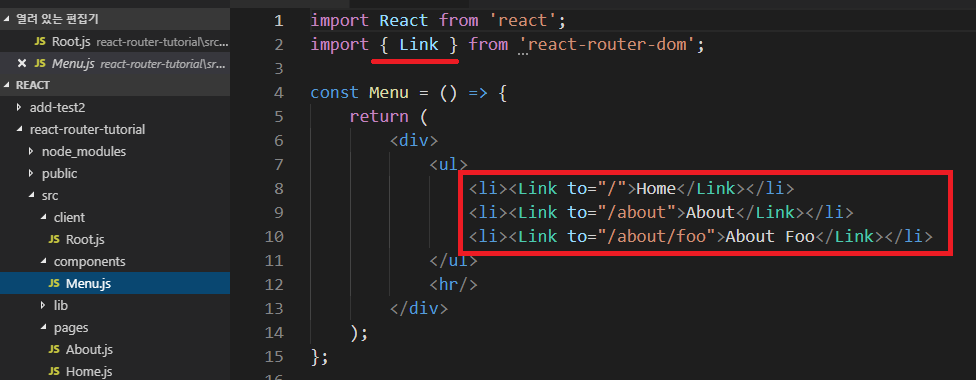 열려 있는 편집기
JS Root.js react-router-tutorial\src...
JS Menu.js react-router-tutorial\sr...
REACT
add-test2
react-router-tutorial
node_modules
public
src
client
JS Root.js
components
JS Menu.js
lib
pages
JS About.js
JS Home.js
1 import React from 'react';
2 import { Link } from 'react-router-dom';
3
4 const Menu = () => {
5 return (
6 <div>
7 <ul>
8 <li><Link to="/">Home</Link></li>
9 <li><Link to="/about">About</Link></li>
10 <li><Link to="/about/foo">About Foo</Link></li>
11 </ul>
12 <hr/>
13 </div>
14 );
15 };
16